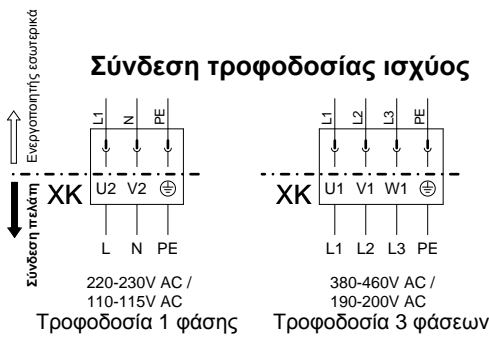 Σύνδεση τροφοδοσίας ισχύος
Ενεργοποιητής εσωτερικά
Σύνδεση πελάτη
L1 N PE
XK U2 V2
L N PE
220-230V AC /
110-115V AC
Τροφοδοσία 1 φάσης
L1 L2 L3 PE
XK U1 V1 W1
L1 L2 L3 PE
380-460V AC /
190-200V AC
Τροφοδοσία 3 φάσεων